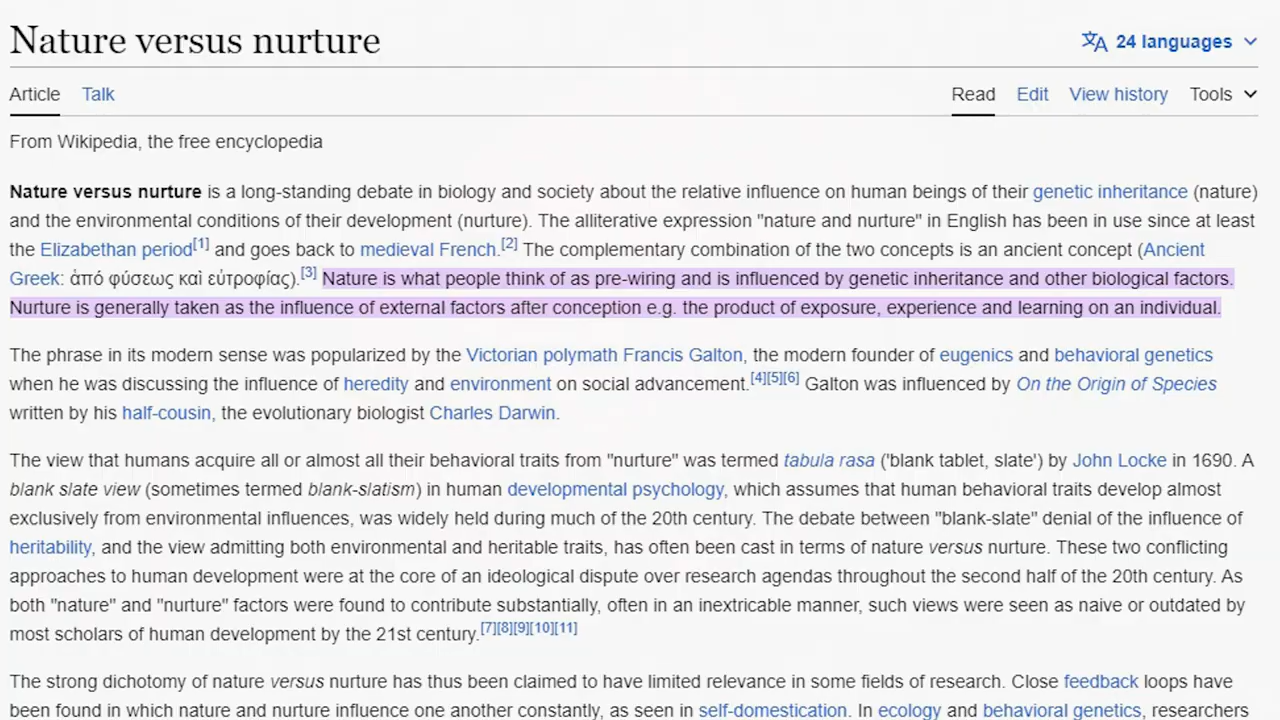 Nature versus nurture
24 languages
Article Talk Read Edit View history Tools
From Wikipedia, the free encyclopedia
Nature versus nurture is a long-standing debate in biology and society about the relative influence on human beings of their genetic inheritance (nature)
and the environmental conditions of their development (nurture). The alliterative expression "nature and nurture" in English has been in use since at least
the Elizabethan period[1] and goes back to medieval French.[2] The complementary combination of the two concepts is an ancient concept (Ancient
Greek: ἁπό φύσεως καὶ εὐτροφίας).[3] Nature is what people think of as pre-wiring and is influenced by genetic inheritance and other biological factors.
Nurture is generally taken as the influence of external factors after conception e.g. the product of exposure, experience and learning on an individual.
The phrase in its modern sense was popularized by the Victorian polymath Francis Galton, the modern founder of eugenics and behavioral genetics
when he was discussing the influence of heredity and environment on social advancement.[4][5][6] Galton was influenced by On the Origin of Species
written by his half-cousin, the evolutionary biologist Charles Darwin.
The view that humans acquire all or almost all their behavioral traits from "nurture" was termed tabula rasa ('blank tablet, slate') by John Locke in 1690. A
blank slate view (sometimes termed blank-slatism) in human developmental psychology, which assumes that human behavioral traits develop almost
exclusively from environmental influences, was widely held during much of the 20th century. The debate between "blank-slate" denial of the influence of
heritability, and the view admitting both environmental and heritable traits, has often been cast in terms of nature versus nurture. These two conflicting
approaches to human development were at the core of an ideological dispute over research agendas throughout the second half of the 20th century. As
both "nature" and "nurture" factors were found to contribute substantially, often in an inextricable manner, such views were seen as naive or outdated by
most scholars of human development by the 21st century.[7][8][9][10][11]
The strong dichotomy of nature versus nurture has thus been claimed to have limited relevance in some fields of research. Close feedback loops have
been found in which nature and nurture influence one another constantly, as seen in self-domestication. In ecology and behavioral genetics, researchers